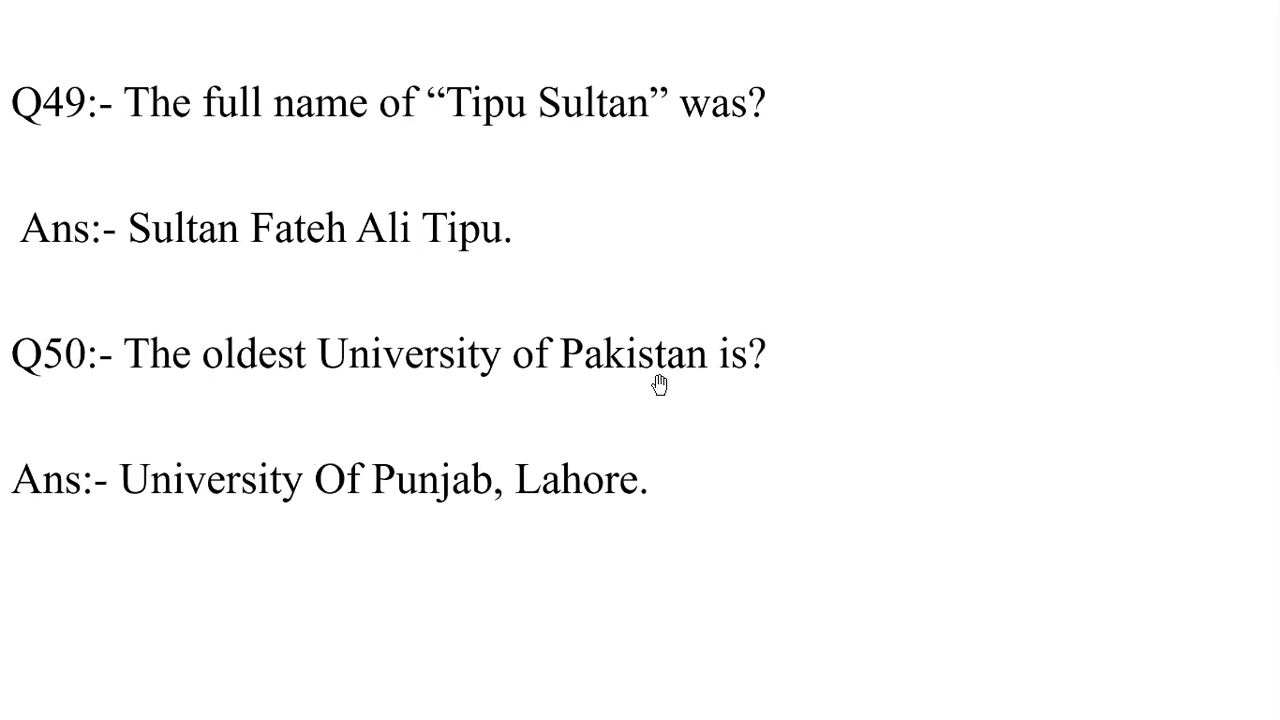 Q49:- The full name of “Tipu Sultan” was?
Ans:- Sultan Fateh Ali Tipu.
Q50:- The oldest University of Pakistan is?
Ans:- University Of Punjab, Lahore.